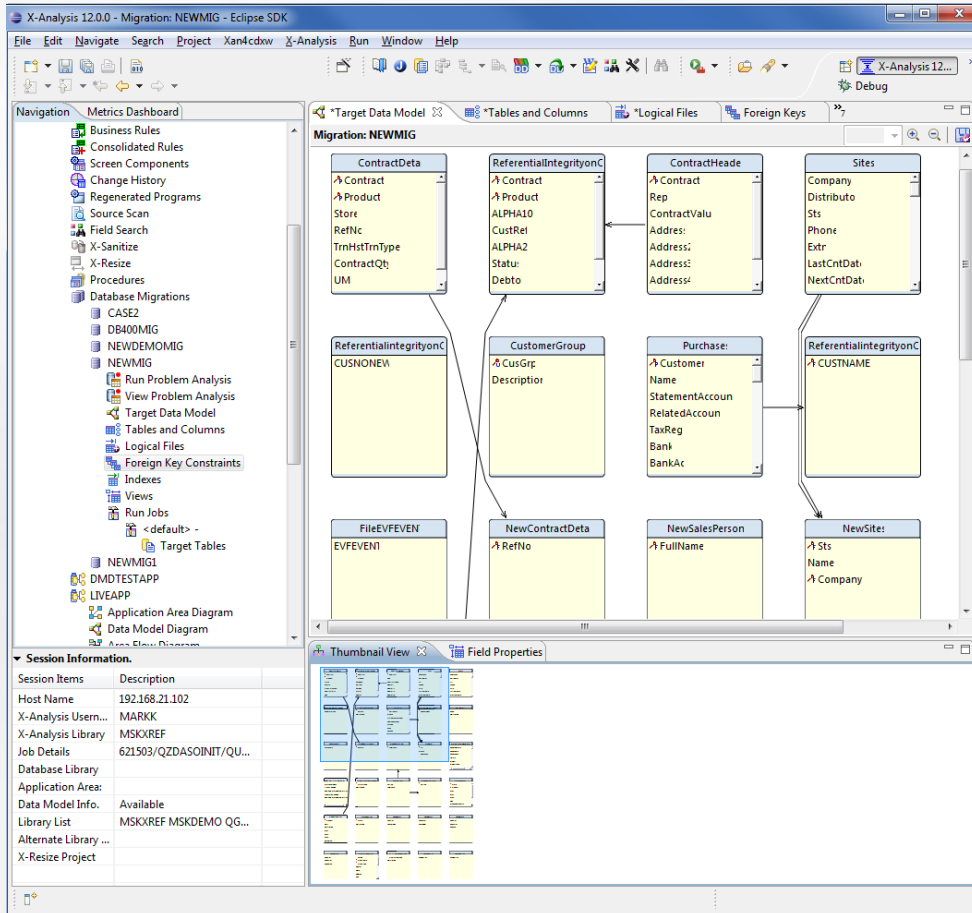 X-Analysis 12.0.0 - Migration: NEWMIG - Eclipse SDK
File Edit Navigate Search Project Xan4cdxw X-Analysis Run Window Help
X-Analysis 12...
Debug
Navigation Metrics Dashboard
Business Rules
Consolidated Rules
Screen Components
Change History
Regenerated Programs
Source Scan
Field Search
X-Sanitize
X-Resize
Procedures
Database Migrations
CASE2
DB400MIG
NEWDEMOMIG
NEWMIG
Run Problem Analysis
View Problem Analysis
Target Data Model
Tables and Columns
Logical Files
Foreign Key Constraints
Indexes
Views
Run Jobs
<default> -
Target Tables
NEWMIG1
DMDTESTAPP
LIVEAPP
Application Area Diagram
Data Model Diagram
Area Flow Diagram
Session Information.
Session Items Description
Host Name 192.168.21.102
X-Analysis Usern... MARKK
X-Analysis Library MSKXREF
Job Details 621503/QZDASOINIT/QU...
Database Library
Application Area:
Data Model Info. Available
Library List MSKXREF MSKDEMO QG...
Alternate Library ...
X-Resize Project
*Target Data Model *Tables and Columns *Logical Files Foreign Keys »7
Migration: NEWMIG
ContractDeta
Contract
Product
Store
RefNo
TrnHstTrnType
ContractQty
UM
ReferentialIntegrityonC
Contract
Product
ALPHA10
CustRef
ALPHA2
Status
Debto
ContractHeade
Contract
Rep
ContractValu
Address
Address2
Address3
Address4
Sites
Company
Distributo
Sts
Phone
Extr
LastCntDate
NextCntDate
ReferentialintegrityonC
CUSNONEW
CustomerGroup
CusGrp
Description
Purchase:
Customer
Name
StatementAccoun
RelatedAccoun
TaxReg
Bank
BankAc
ReferentialintegrityonC
CUSTNAME
FileEVFEVEN
EVFEVENT
NewContractDeta
RefNo
NewSalesPerson
FullName
NewSites
Sts
Name
Company
Thumbnail View Field Properties